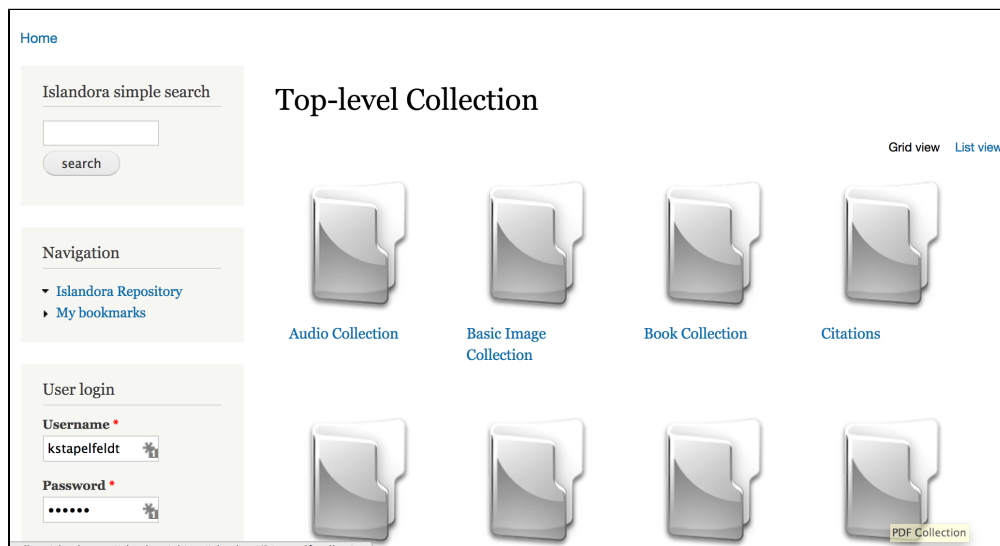 Home
Islandora simple search
search
Navigation
Islandora Repository
My bookmarks
User login
Username *
kstapelfeldt
Password *
••••••
Top-level Collection
Grid view List view
Audio Collection
Basic Image
Collection
Book Collection
Citations
PDF Collection